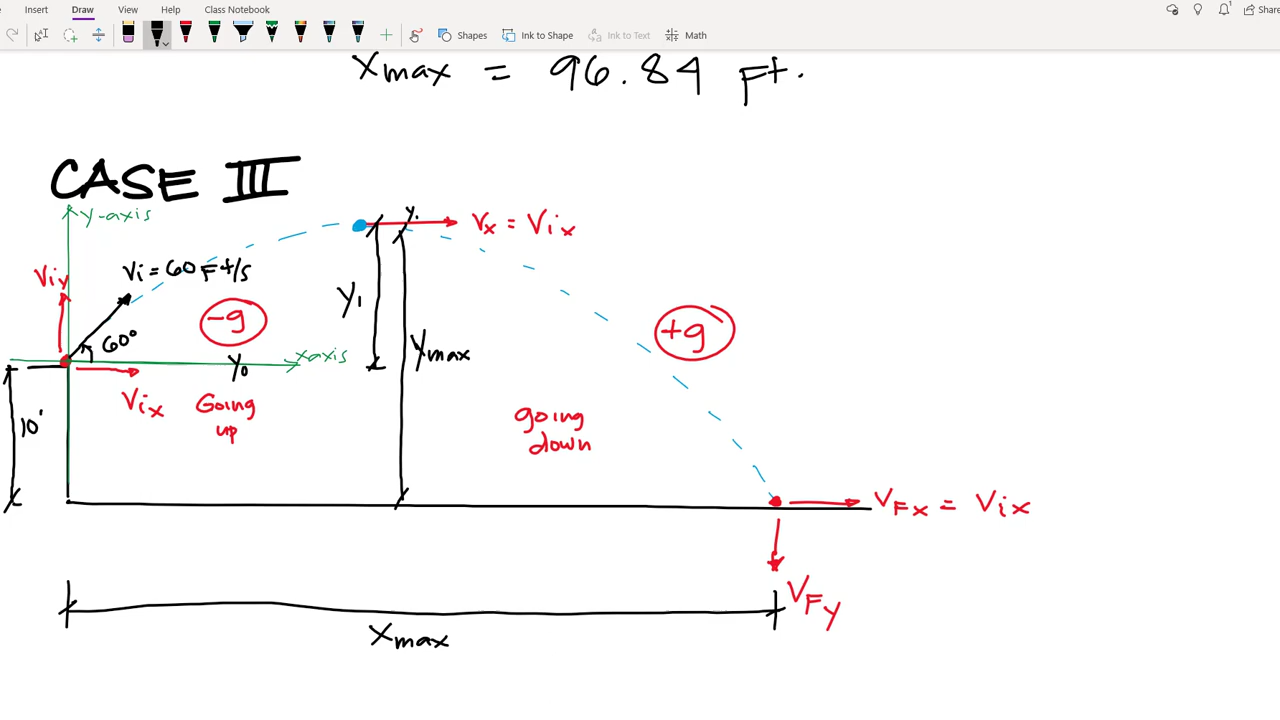 Insert Draw View Help Class Notebook Share
Shapes Ink to Shape Ink to Text Math
Xmax = 96.84 Ft.
CASE III
y-axis
Vx = Vix
Vi = 60 Ft/s
Viy
-g
60°
y1
Y1
+g
Ymax
x axis
Y0
Vix
Going
up
10'
going
down
VFx = Vix
VFy
Xmax